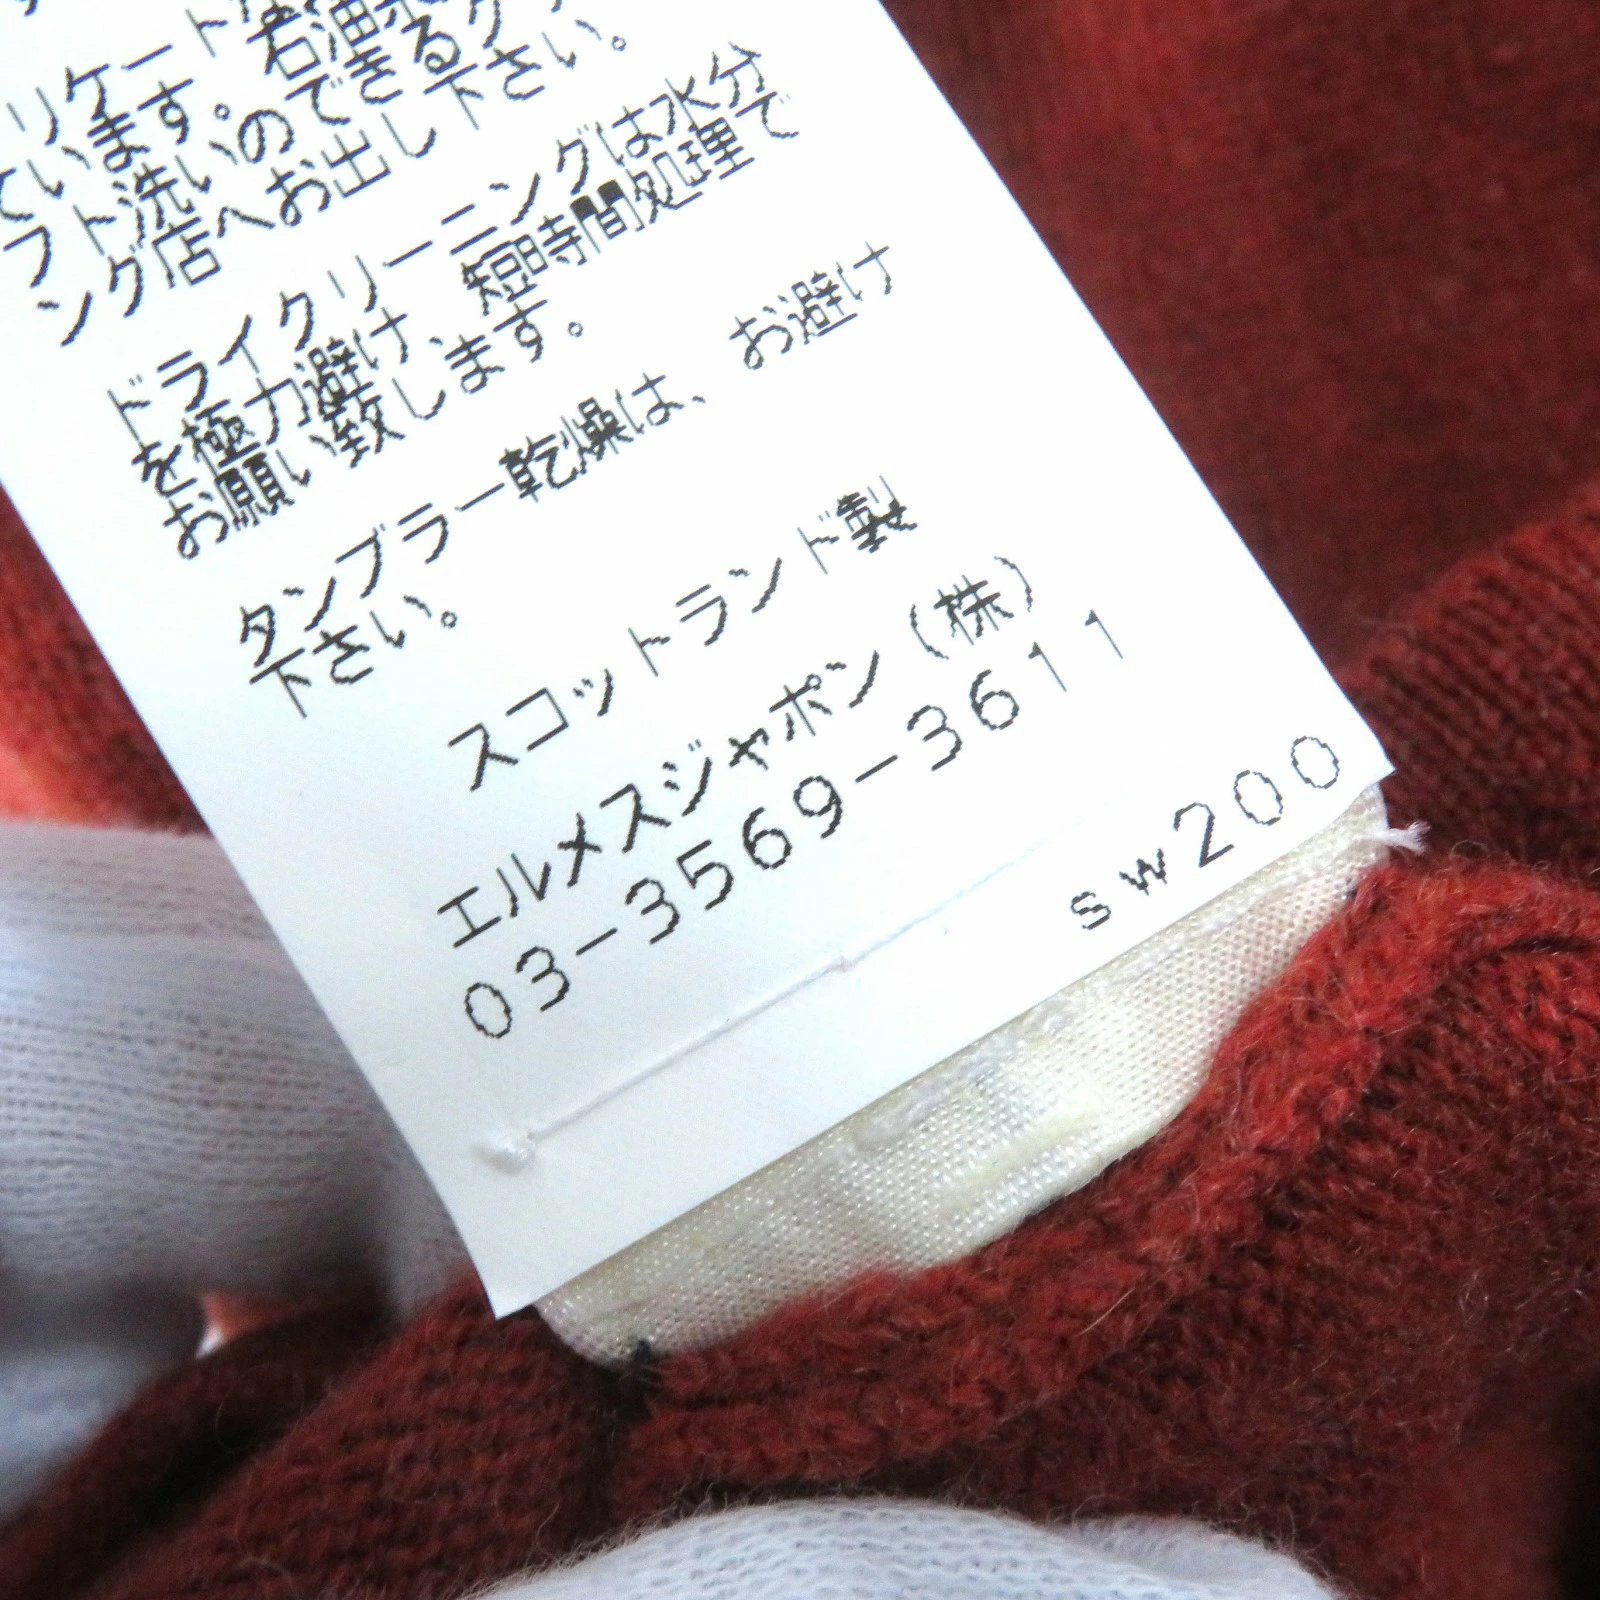 リケート
ています。石油系
フト洗いのできるク
ング店へお出し下さい。
ドライクリーニングは水分
を極力避け、短時間処理で
お願い致します。
タンブラー乾燥は、お避け
下さい。
スコットランド製
エルメスジャポン(株)
03-3569-3611
SW200